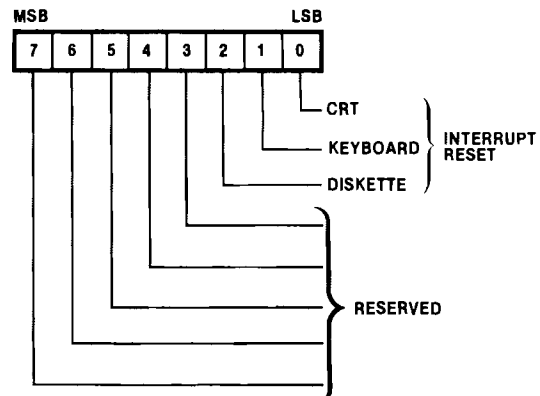 MSB LSB
7 6 5 4 3 2 1 0
CRT
KEYBOARD
DISKETTE
INTERRUPT
RESET
RESERVED